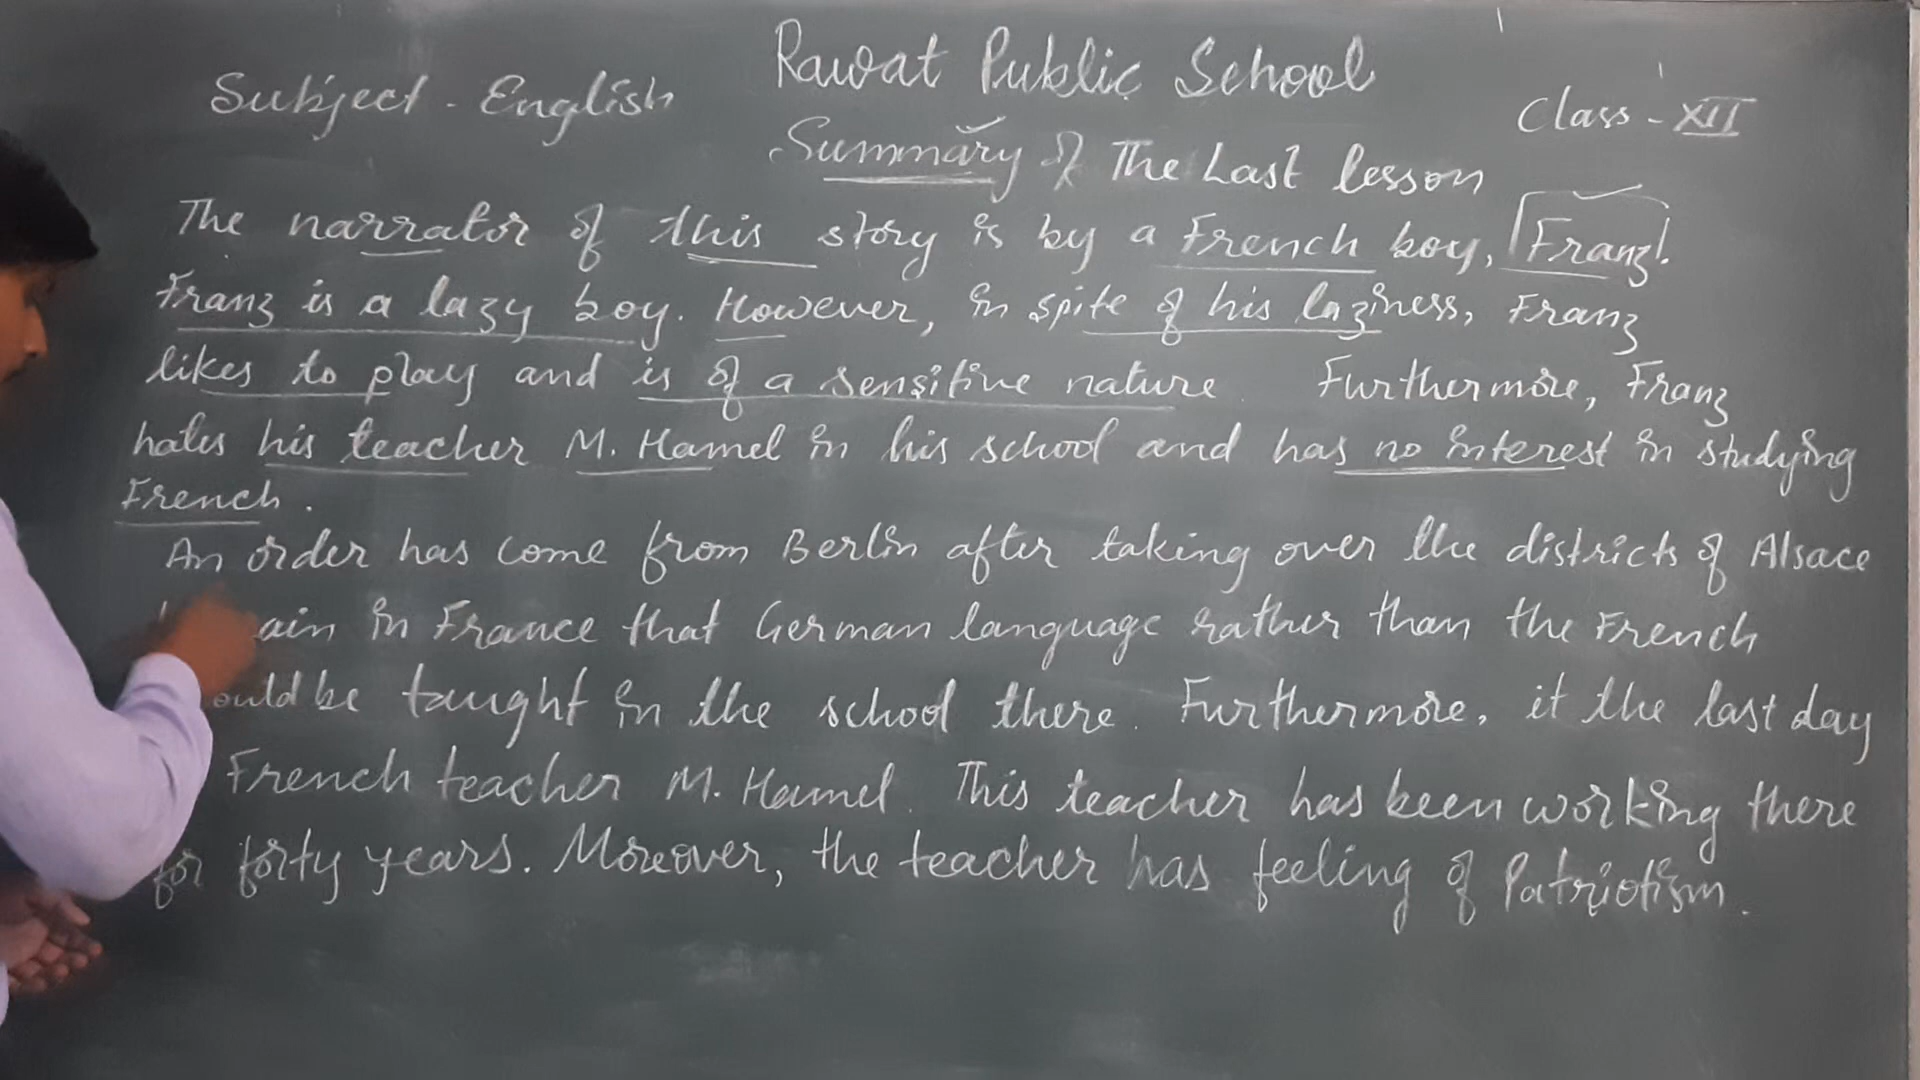 Rawat Public School
Subject - English
Class - XII
Summary of The Last lesson
The narrator of this story is by a French boy, Franz!
Franz is a lazy boy. However, in spite of his laziness, Franz
likes to play and is of a sensitive nature. Furthermore, Franz
hates his teacher M. Hamel in his school and has no interest in studying
French.
An order has come from Berlin after taking over the districts of Alsace
in France that German language rather than the French
be taught in the school there. Furthermore, it the last day
French teacher M. Hamel. This teacher has been working there
for forty years. Moreover, the teacher has feeling of Patriotism.